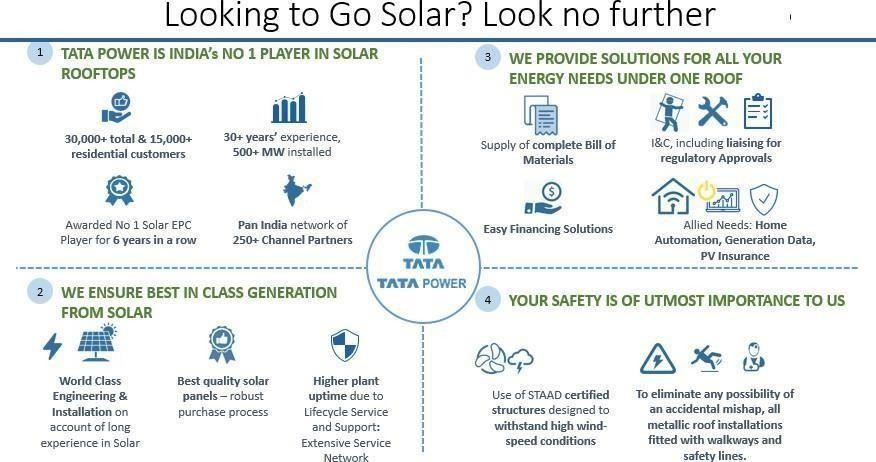 Looking to Go Solar? Look no further
1
TATA POWER IS INDIA's NO 1 PLAYER IN SOLAR
ROOFTOPS
30,000+ total & 15,000+
residential customers
30+ years' experience,
500+ MW installed
Awarded No 1 Solar EPC
Player for 6 years in a row
Pan India network of
250+ Channel Partners
3
WE PROVIDE SOLUTIONS FOR ALL YOUR
ENERGY NEEDS UNDER ONE ROOF
Supply of complete Bill of
Materials
I&C, including liaising for
regulatory Approvals
Easy Financing Solutions
Allied Needs: Home
Automation, Generation Data,
PV Insurance
TATA
TATA POWER
2
WE ENSURE BEST IN CLASS GENERATION
FROM SOLAR
World Class
Engineering &
Installation on
account of long
experience in Solar
Best quality solar
panels – robust
purchase process
Higher plant
uptime due to
Lifecycle Service
and Support:
Extensive Service
Network
4
YOUR SAFETY IS OF UTMOST IMPORTANCE TO US
Use of STAAD certified
structures designed to
withstand high wind-
speed conditions
To eliminate any possibility of
an accidental mishap, all
metallic roof installations
fitted with walkways and
safety lines.